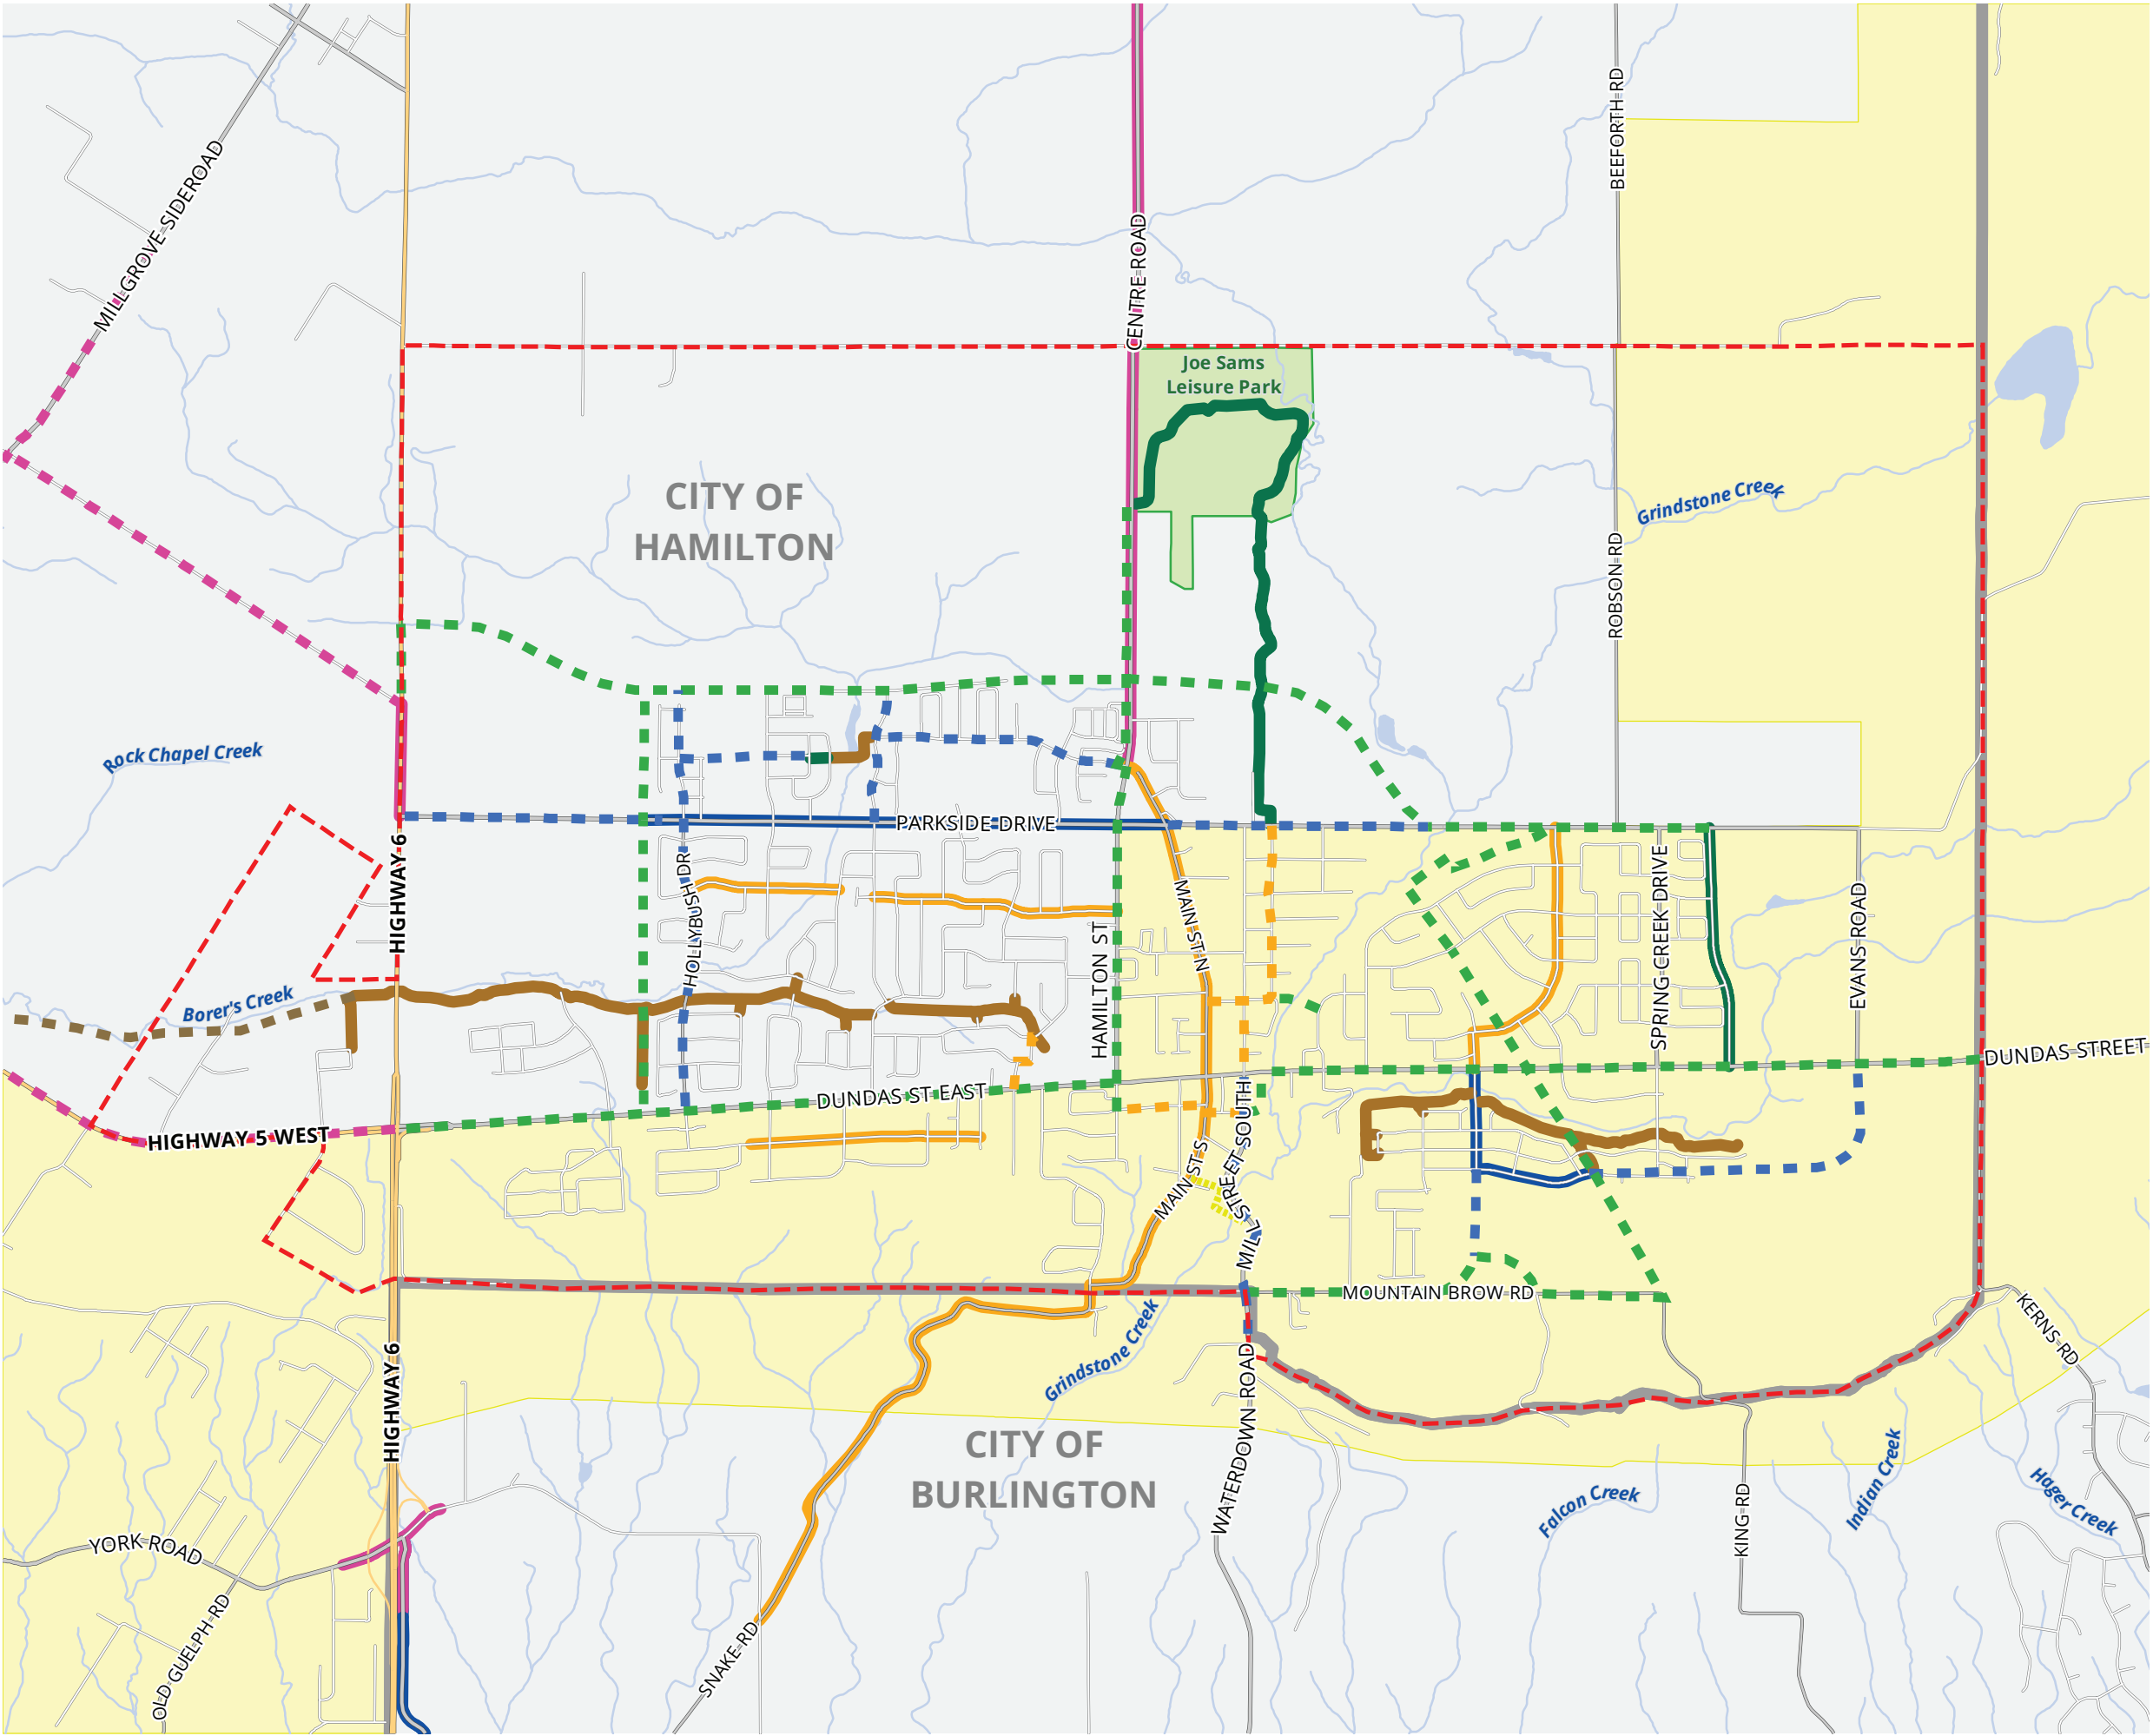 BEEFORTH RD
MILLGROVE SIDEROAD
CENTRE ROAD
Joe Sams
Leisure Park
CITY OF
HAMILTON
Grindstone Creek
ROBSON RD
Rock Chapel Creek
PARKSIDE DRIVE
HIGHWAY 6
HOLLYBUSH DR
MAIN ST N
SPRING CREEK DRIVE
EVANS ROAD
HAMILTON ST
Borer's Creek
DUNDAS STREET
DUNDAS ST EAST
HIGHWAY 5 WEST
MAIN ST S
MILL STREET SOUTH
MOUNTAIN BROW RD
KERNS RD
Grindstone Creek
HIGHWAY 6
WATERDOWN ROAD
CITY OF
BURLINGTON
Falcon Creek
KING RD
Indian Creek
Hager Creek
YORK ROAD
OLD GUELPH RD
SNAKE RD